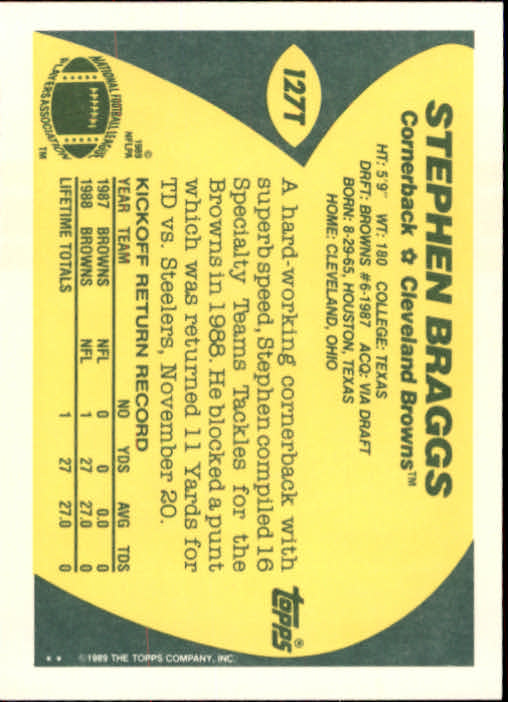 127T
STEPHEN BRAGGS
Cornerback ✿ Cleveland Browns™
HT: 5'9" WT: 180 COLLEGE: TEXAS
DRFT: BROWNS #6-1987 ACQ: VIA DRAFT
BORN: 8-29-65, HOUSTON, TEXAS
HOME: CLEVELAND, OHIO
A hard-working cornerback with
superb speed, Stephen compiled 16
Specialty Teams Tackles for the
Browns in 1988. He blocked a punt
which was returned 11 Yards for
TD vs. Steelers, November 20.
topps®
NATIONAL FOOTBALL LEAGUE
PLAYERS ASSOCIATION
™
©
1989
NFLPA
KICKOFF RETURN RECORD
YEAR TEAM NO YDS AVG TDS
1987 BROWNS NFL 0 0 0.0 0
1988 BROWNS NFL 1 27 27.0 0
LIFETIME TOTALS 1 27 27.0 0
©1989 THE TOPPS COMPANY, INC. * *